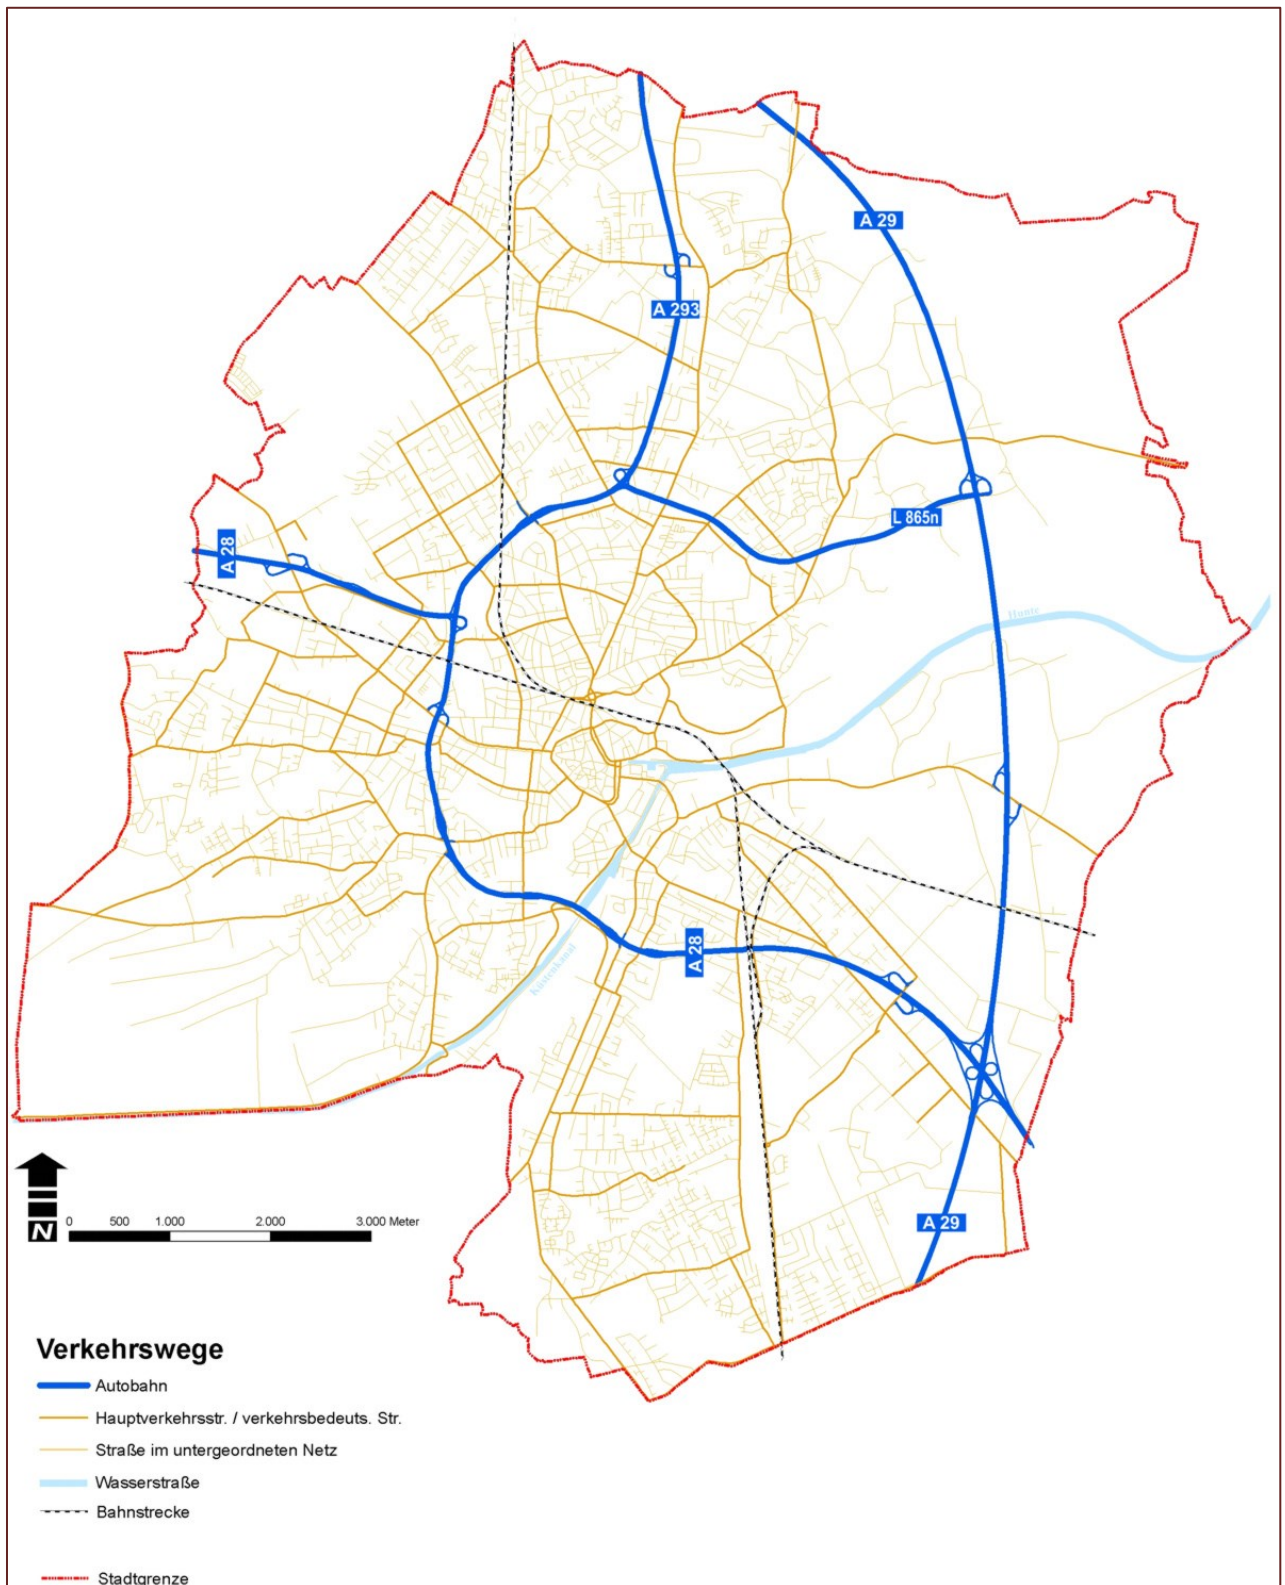 A 29
A 293
L 865n
A 28
Hunte
A 28
Küstenkanal
A 29
N
0 500 1.000 2.000 3.000 Meter
Verkehrswege
Autobahn
Hauptverkehrsstr. / verkehrsbedeuts. Str.
Straße im untergeordneten Netz
Wasserstraße
Bahnstrecke
Stadtgrenze